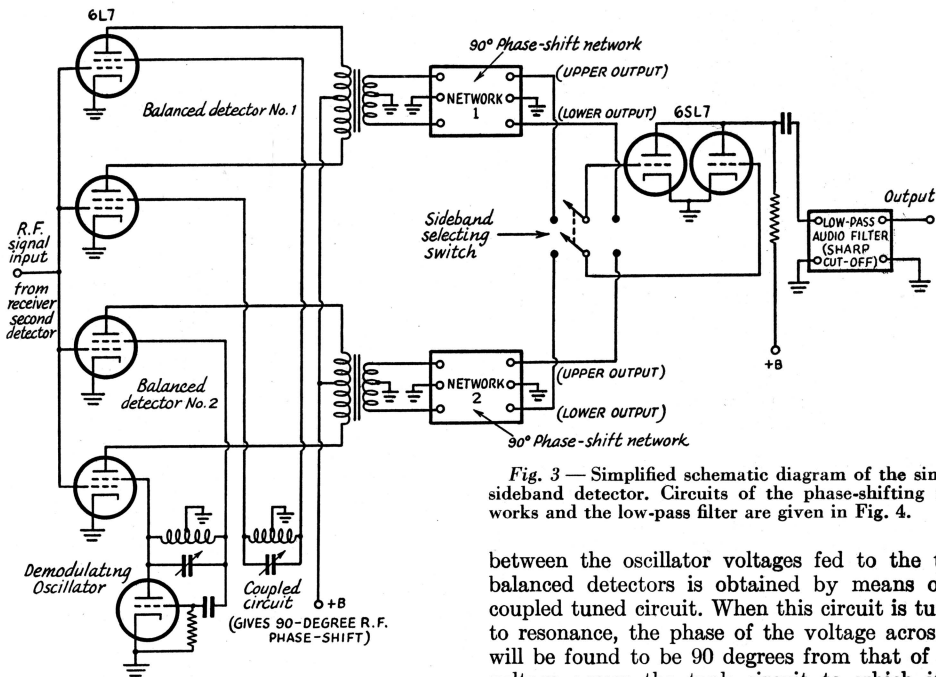 6L7
Balanced detector No.1
90° Phase-shift network
(UPPER OUTPUT)
NETWORK
1
(LOWER OUTPUT)
6SL7
Sideband
selecting
switch
Output
LOW-PASS
AUDIO FILTER
(SHARP
CUT-OFF)
R.F.
signal
input
from
receiver
second
detector
+B
Balanced
detector No.2
NETWORK
2
(UPPER OUTPUT)
(LOWER OUTPUT)
90° Phase-shift network
Demodulating
Oscillator
Coupled
circuit
(GIVES 90-DEGREE R.F.
PHASE-SHIFT)
+B
Fig. 3 — Simplified schematic diagram of the sin
sideband detector. Circuits of the phase-shifting
works and the low-pass filter are given in Fig. 4.
between the oscillator voltages fed to the t
balanced detectors is obtained by means o
coupled tuned circuit. When this circuit is tu
to resonance, the phase of the voltage acros
will be found to be 90 degrees from that of